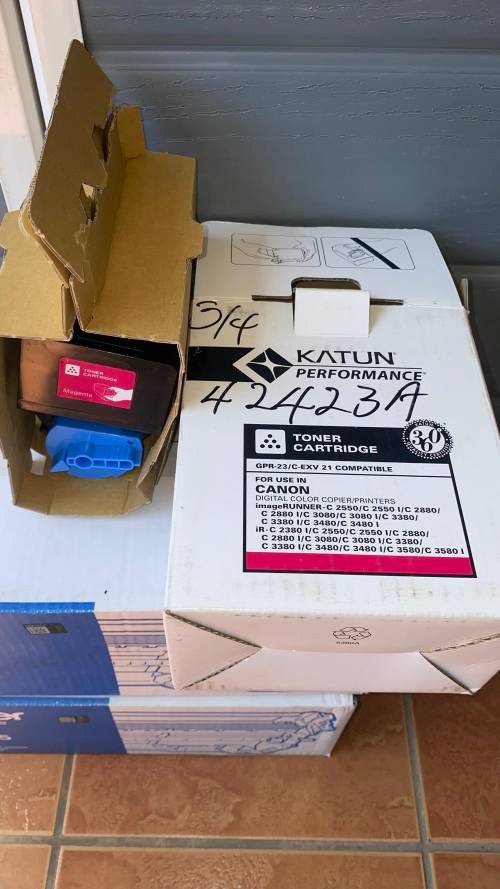 TONER
CARTRIDGE
Magenta
3/4
KATUN®
PERFORMANCE
42423A
TONER
CARTRIDGE
360
GPR-23/C-EXV 21 COMPATIBLE
FOR USE IN
CANON
DIGITAL COLOR COPIER/PRINTERS
imageRUNNER-C 2550/C 2550 I/C 2880/
C 2880 I/C 3080/C 3080 I/C 3380/
C 3380 I/C 3480/C 3480 I
iR-C 2380 I/C 2550/C 2550 I/C 2880/
C 2880 I/C 3080/C 3080 I/C 3380/
C 3380 I/C 3480/C 3480 I/C 3580/C 3580 I